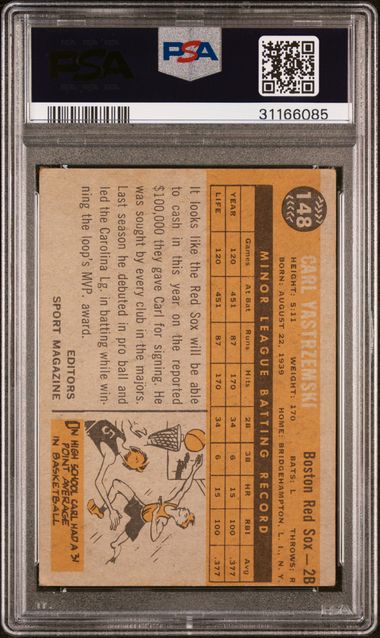 PSA
PSA
31166085
148
CARL YASTRZEMSKI
Boston Red Sox — 2B
HEIGHT: 5:11 WEIGHT: 170 BATS: L THROWS: R
BORN: AUGUST 22, 1939 HOME: BRIDGEHAMPTON, L. I., N. Y.
MINOR LEAGUE BATTING RECORD
Games At Bat Runs Hits 2B 3B HR RBI Avg
YEAR 120 451 87 170 34 6 15 100 .377
LIFE 120 451 87 170 34 6 15 100 .377
It looks like the Red Sox will be able
to cash in this year on the reported
$100,000 they gave Carl for signing. He
was sought by every club in the majors.
Last season he debuted in pro ball and
led the Carolina Lg. in batting while win-
ning the loop's MVP. award.
EDITORS
SPORT MAGAZINE
IN HIGH SCHOOL CARL HAD A 31
POINT AVERAGE
IN BASKETBALL